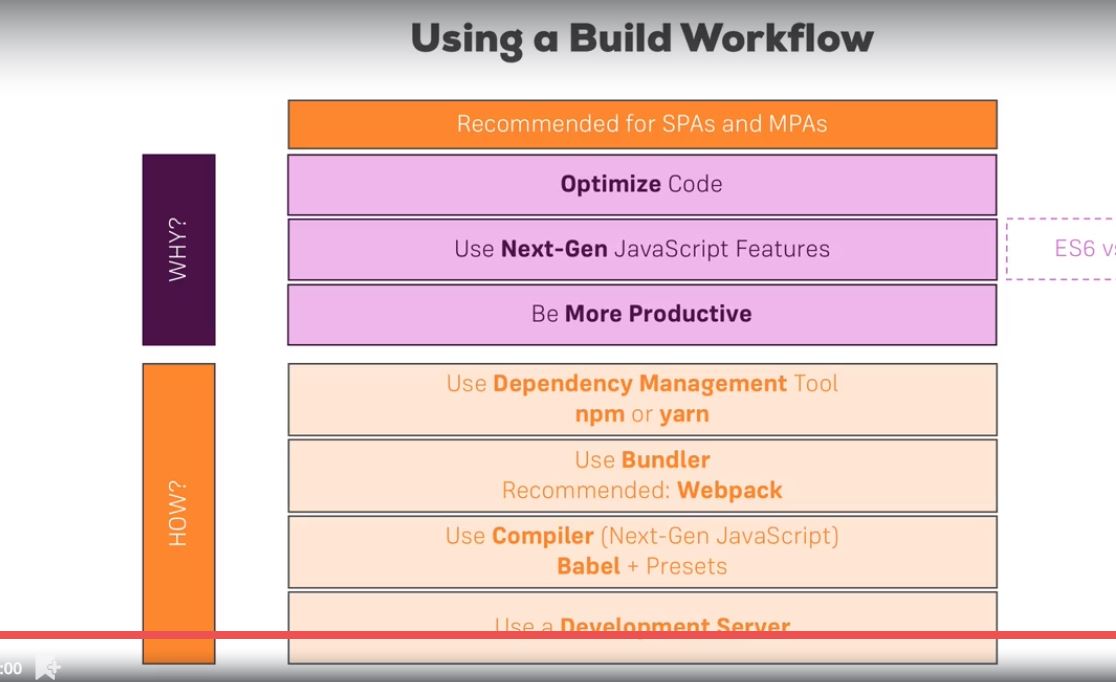 Using a Build Workflow
Recommended for SPAs and MPAs
WHY?
Optimize Code
Use Next-Gen JavaScript Features
ES6 vs
Be More Productive
HOW?
Use Dependency Management Tool
npm or yarn
Use Bundler
Recommended: Webpack
Use Compiler (Next-Gen JavaScript)
Babel + Presets
Use a Development Server
:00